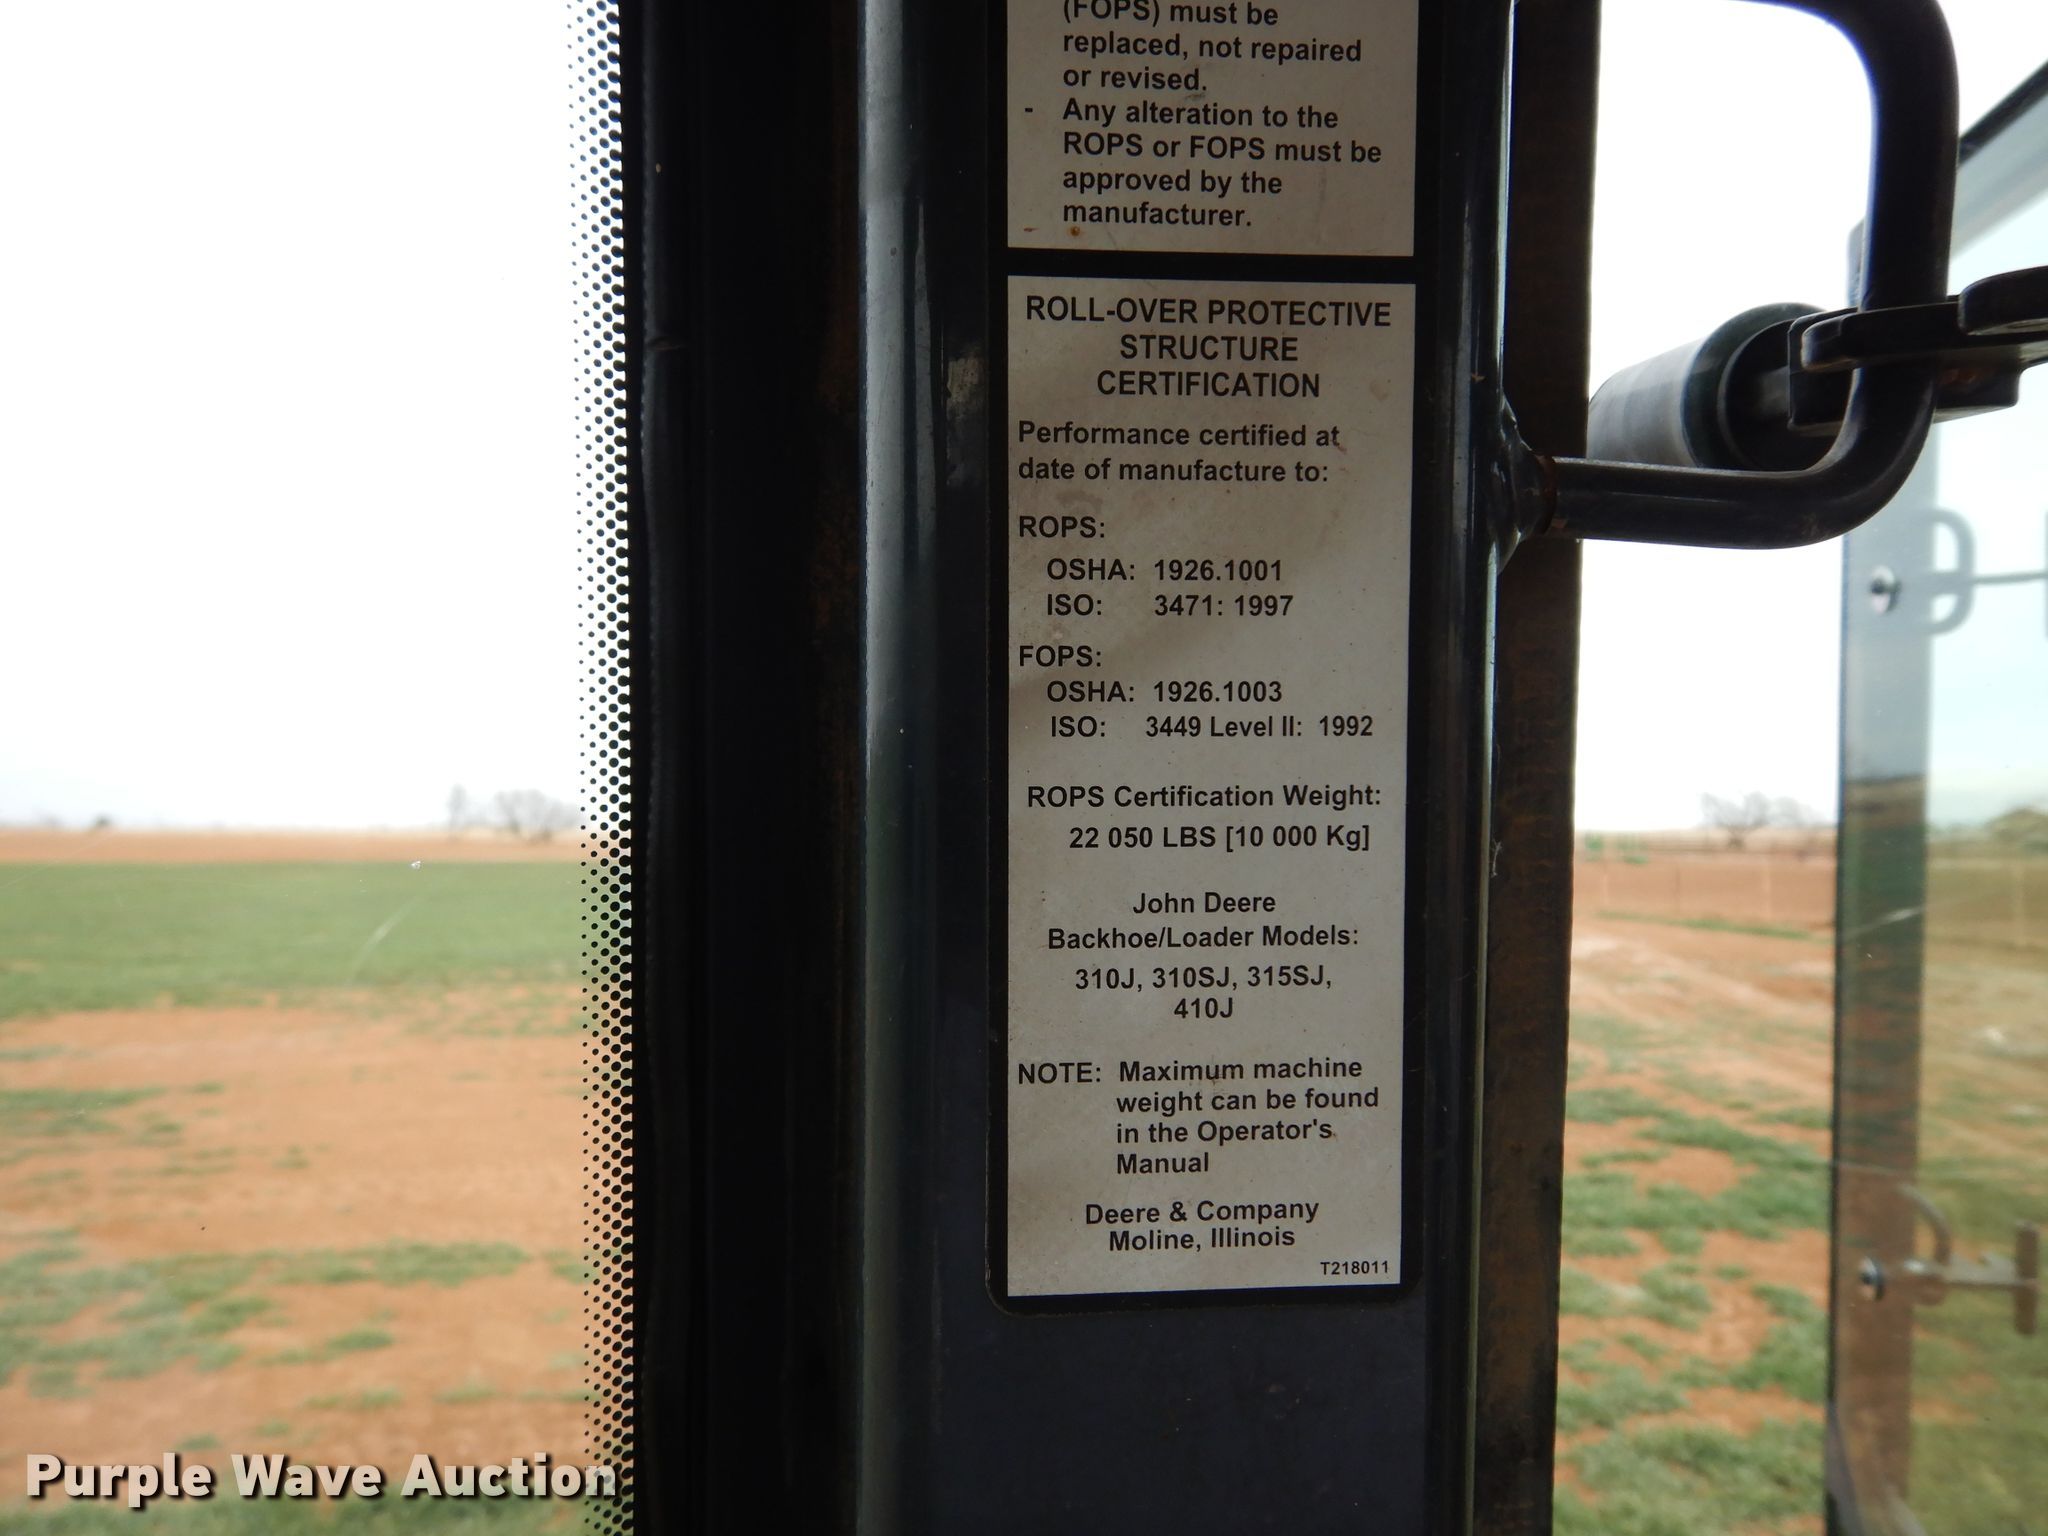 (FOPS) must be
replaced, not repaired
or revised.
- Any alteration to the
ROPS or FOPS must be
approved by the
manufacturer.
ROLL-OVER PROTECTIVE
STRUCTURE
CERTIFICATION
Performance certified at
date of manufacture to:
ROPS:
OSHA: 1926.1001
ISO: 3471: 1997
FOPS:
OSHA: 1926.1003
ISO: 3449 Level II: 1992
ROPS Certification Weight:
22 050 LBS [10 000 Kg]
John Deere
Backhoe/Loader Models:
310J, 310SJ, 315SJ,
410J
NOTE: Maximum machine
weight can be found
in the Operator's
Manual
Deere & Company
Moline, Illinois
T218011
Purple Wave Auction